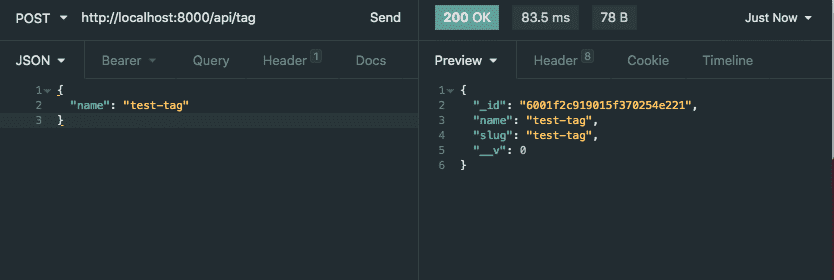 POST http://localhost:8000/api/tag Send 200 OK 83.5 ms 78 B Just Now
JSON Bearer Query Header 1 Docs Preview Header 8 Cookie Timeline
1 {
2 "name": "test-tag"
3 }
1 {
2 "_id": "6001f2c919015f370254e221",
3 "name": "test-tag",
4 "slug": "test-tag",
5 "__v": 0
6 }